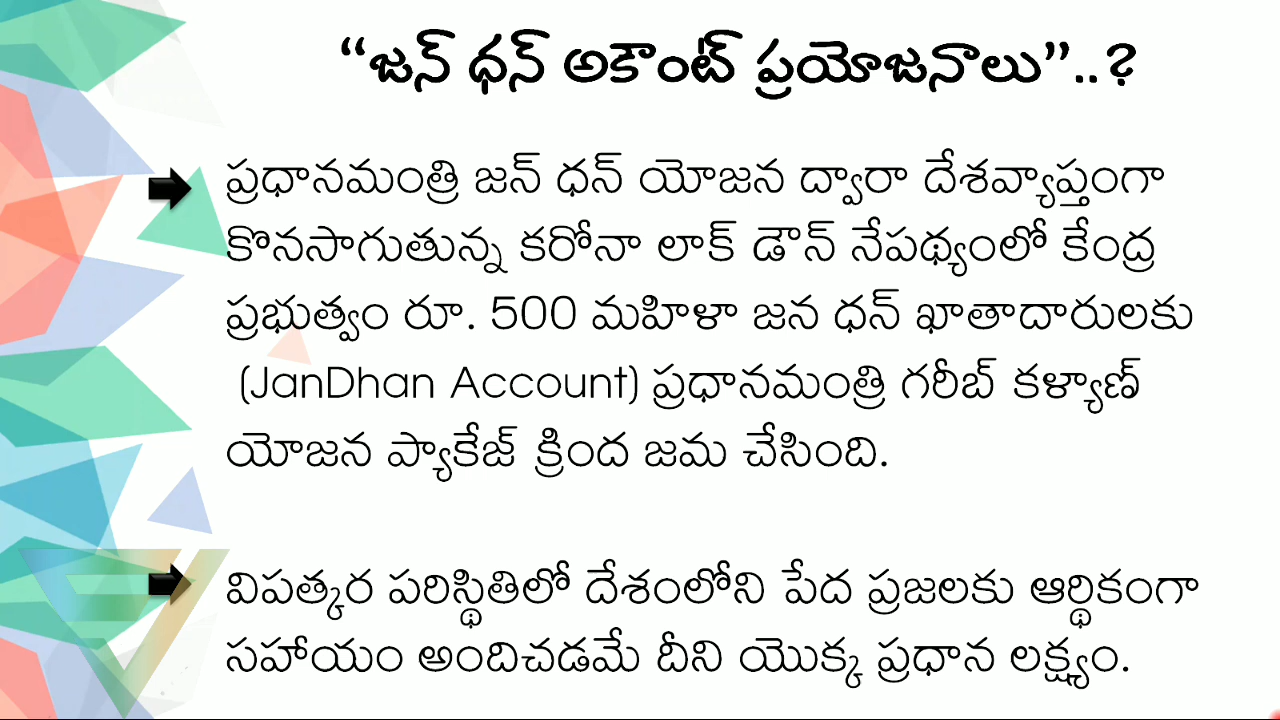 “జన్ ధన్ అకౌంట్ ప్రయోజనాలు”..?
ప్రధానమంత్రి జన్ ధన్ యోజన ద్వారా దేశవ్యాప్తంగా
కొనసాగుతున్న కరోనా లాక్ డౌన్ నేపథ్యంలో కేంద్ర
ప్రభుత్వం రూ. 500 మహిళా జన ధన్ ఖాతాదారులకు
(JanDhan Account) ప్రధానమంత్రి గరీబ్ కళ్యాణ్
యోజన ప్యాకేజ్ క్రింద జమ చేసింది.
విపత్కర పరిస్థితిలో దేశంలోని పేద ప్రజలకు ఆర్థికంగా
సహాయం అందిచడమే దీని యొక్క ప్రధాన లక్ష్యం.